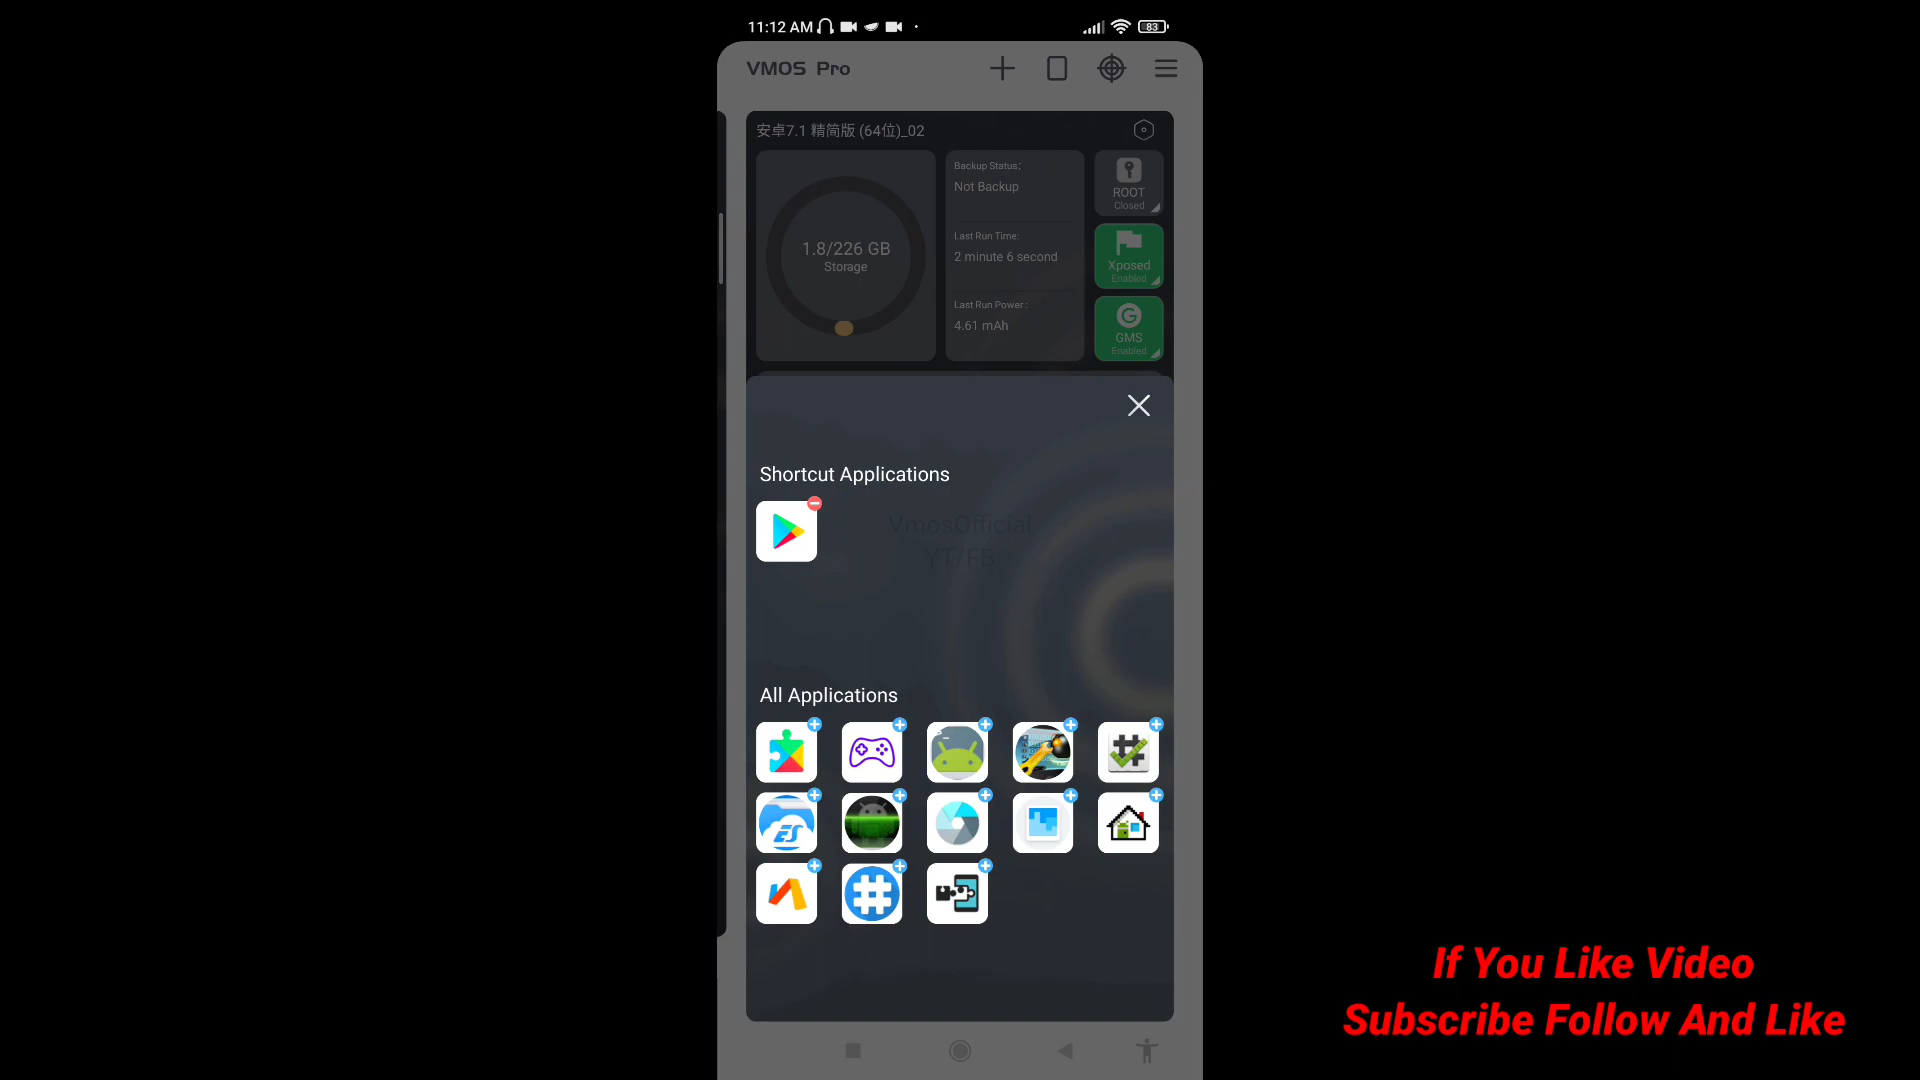 11:12 AM
83
VMOS Pro
安卓7.1 精简版 (64位)_02
Backup Status:
Not Backup
Last Run Time:
2 minute 6 second
Last Run Power :
4.61 mAh
1.8/226 GB
Storage
ROOT
Closed
Xposed
Enabled
G
GMS
Enabled
Shortcut Applications
VmosOfficial
YT/FB
All Applications
ES
If You Like Video
Subscribe Follow And Like